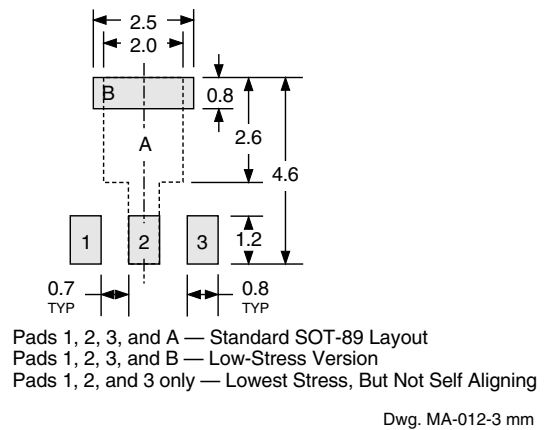 2.5
2.0
B
0.8
A
2.6
4.6
1 2 3 1.2
0.7 0.8
TYP TYP
Pads 1, 2, 3, and A — Standard SOT-89 Layout
Pads 1, 2, 3, and B — Low-Stress Version
Pads 1, 2, and 3 only — Lowest Stress, But Not Self Aligning
Dwg. MA-012-3 mm